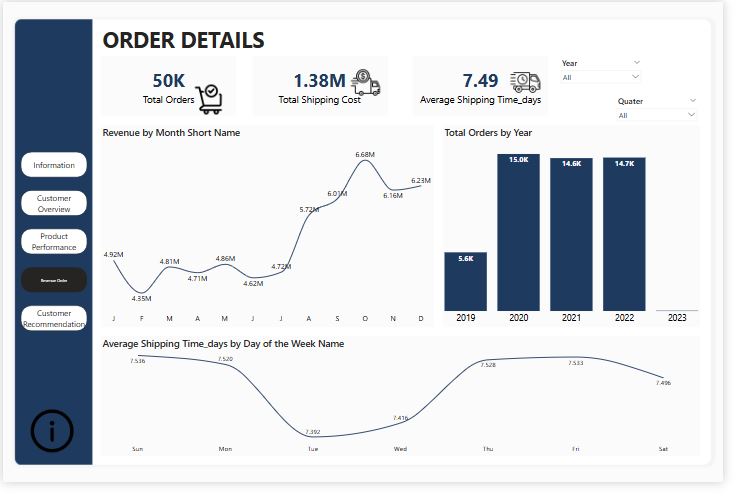 ORDER DETAILS
50K
Total Orders
1.38M
Total Shipping Cost
7.49
Average Shipping Time_days
Year
All
Quater
All
Information
Customer
Overview
Product
Performance
Revenue Order
Customer
Recommendation
Revenue by Month Short Name
4.92M
4.35M
4.81M
4.71M
4.86M
4.62M
4.72M
5.72M
6.01M
6.68M
6.16M
6.23M
J F M A M J J A S O N D
Total Orders by Year
5.6K
15.0K
14.6K
14.7K
2019 2020 2021 2022 2023
Average Shipping Time_days by Day of the Week Name
7.536
7.520
7.392
7.416
7.528
7.533
7.496
Sun Mon Tue Wed Thu Fri Sat